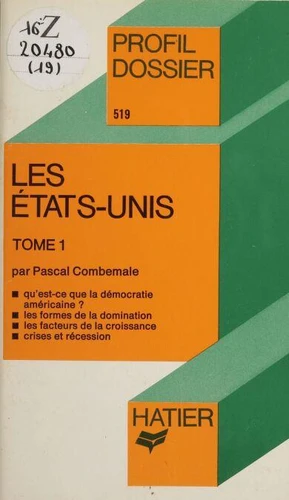 16° Z
20480
(19)
PROFIL
DOSSIER
519
LES
ÉTATS-UNIS
TOME 1
par Pascal Combemale
■ qu'est-ce que la démocratie
américaine ?
■ les formes de la domination
■ les facteurs de la croissance
■ crises et récession
HATIER